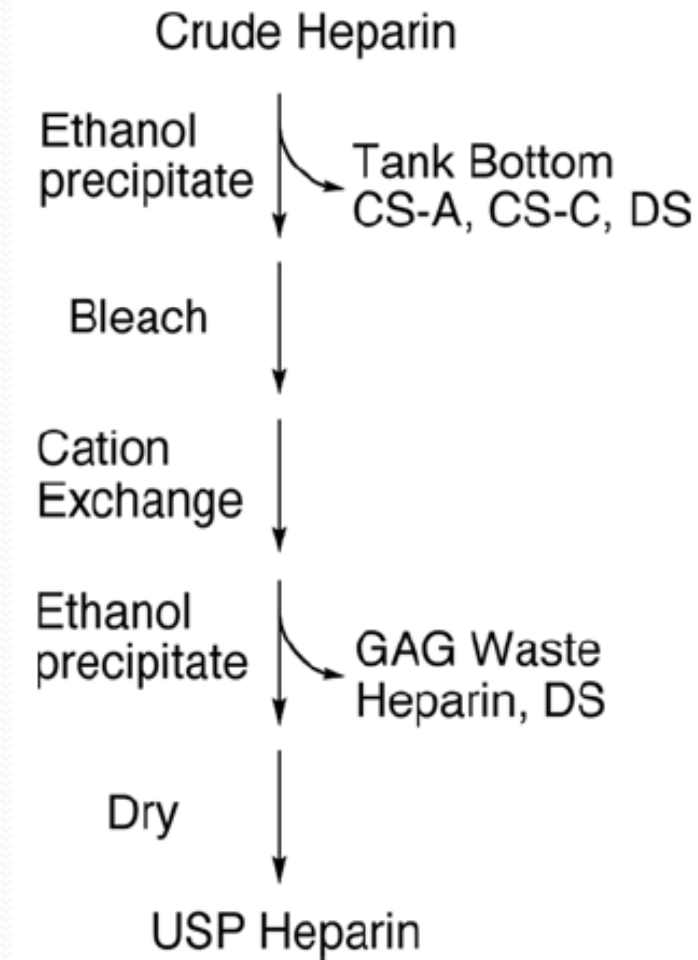 Crude Heparin
Ethanol
precipitate
Tank Bottom
CS-A, CS-C, DS
Bleach
Cation
Exchange
Ethanol
precipitate
GAG Waste
Heparin, DS
Dry
USP Heparin